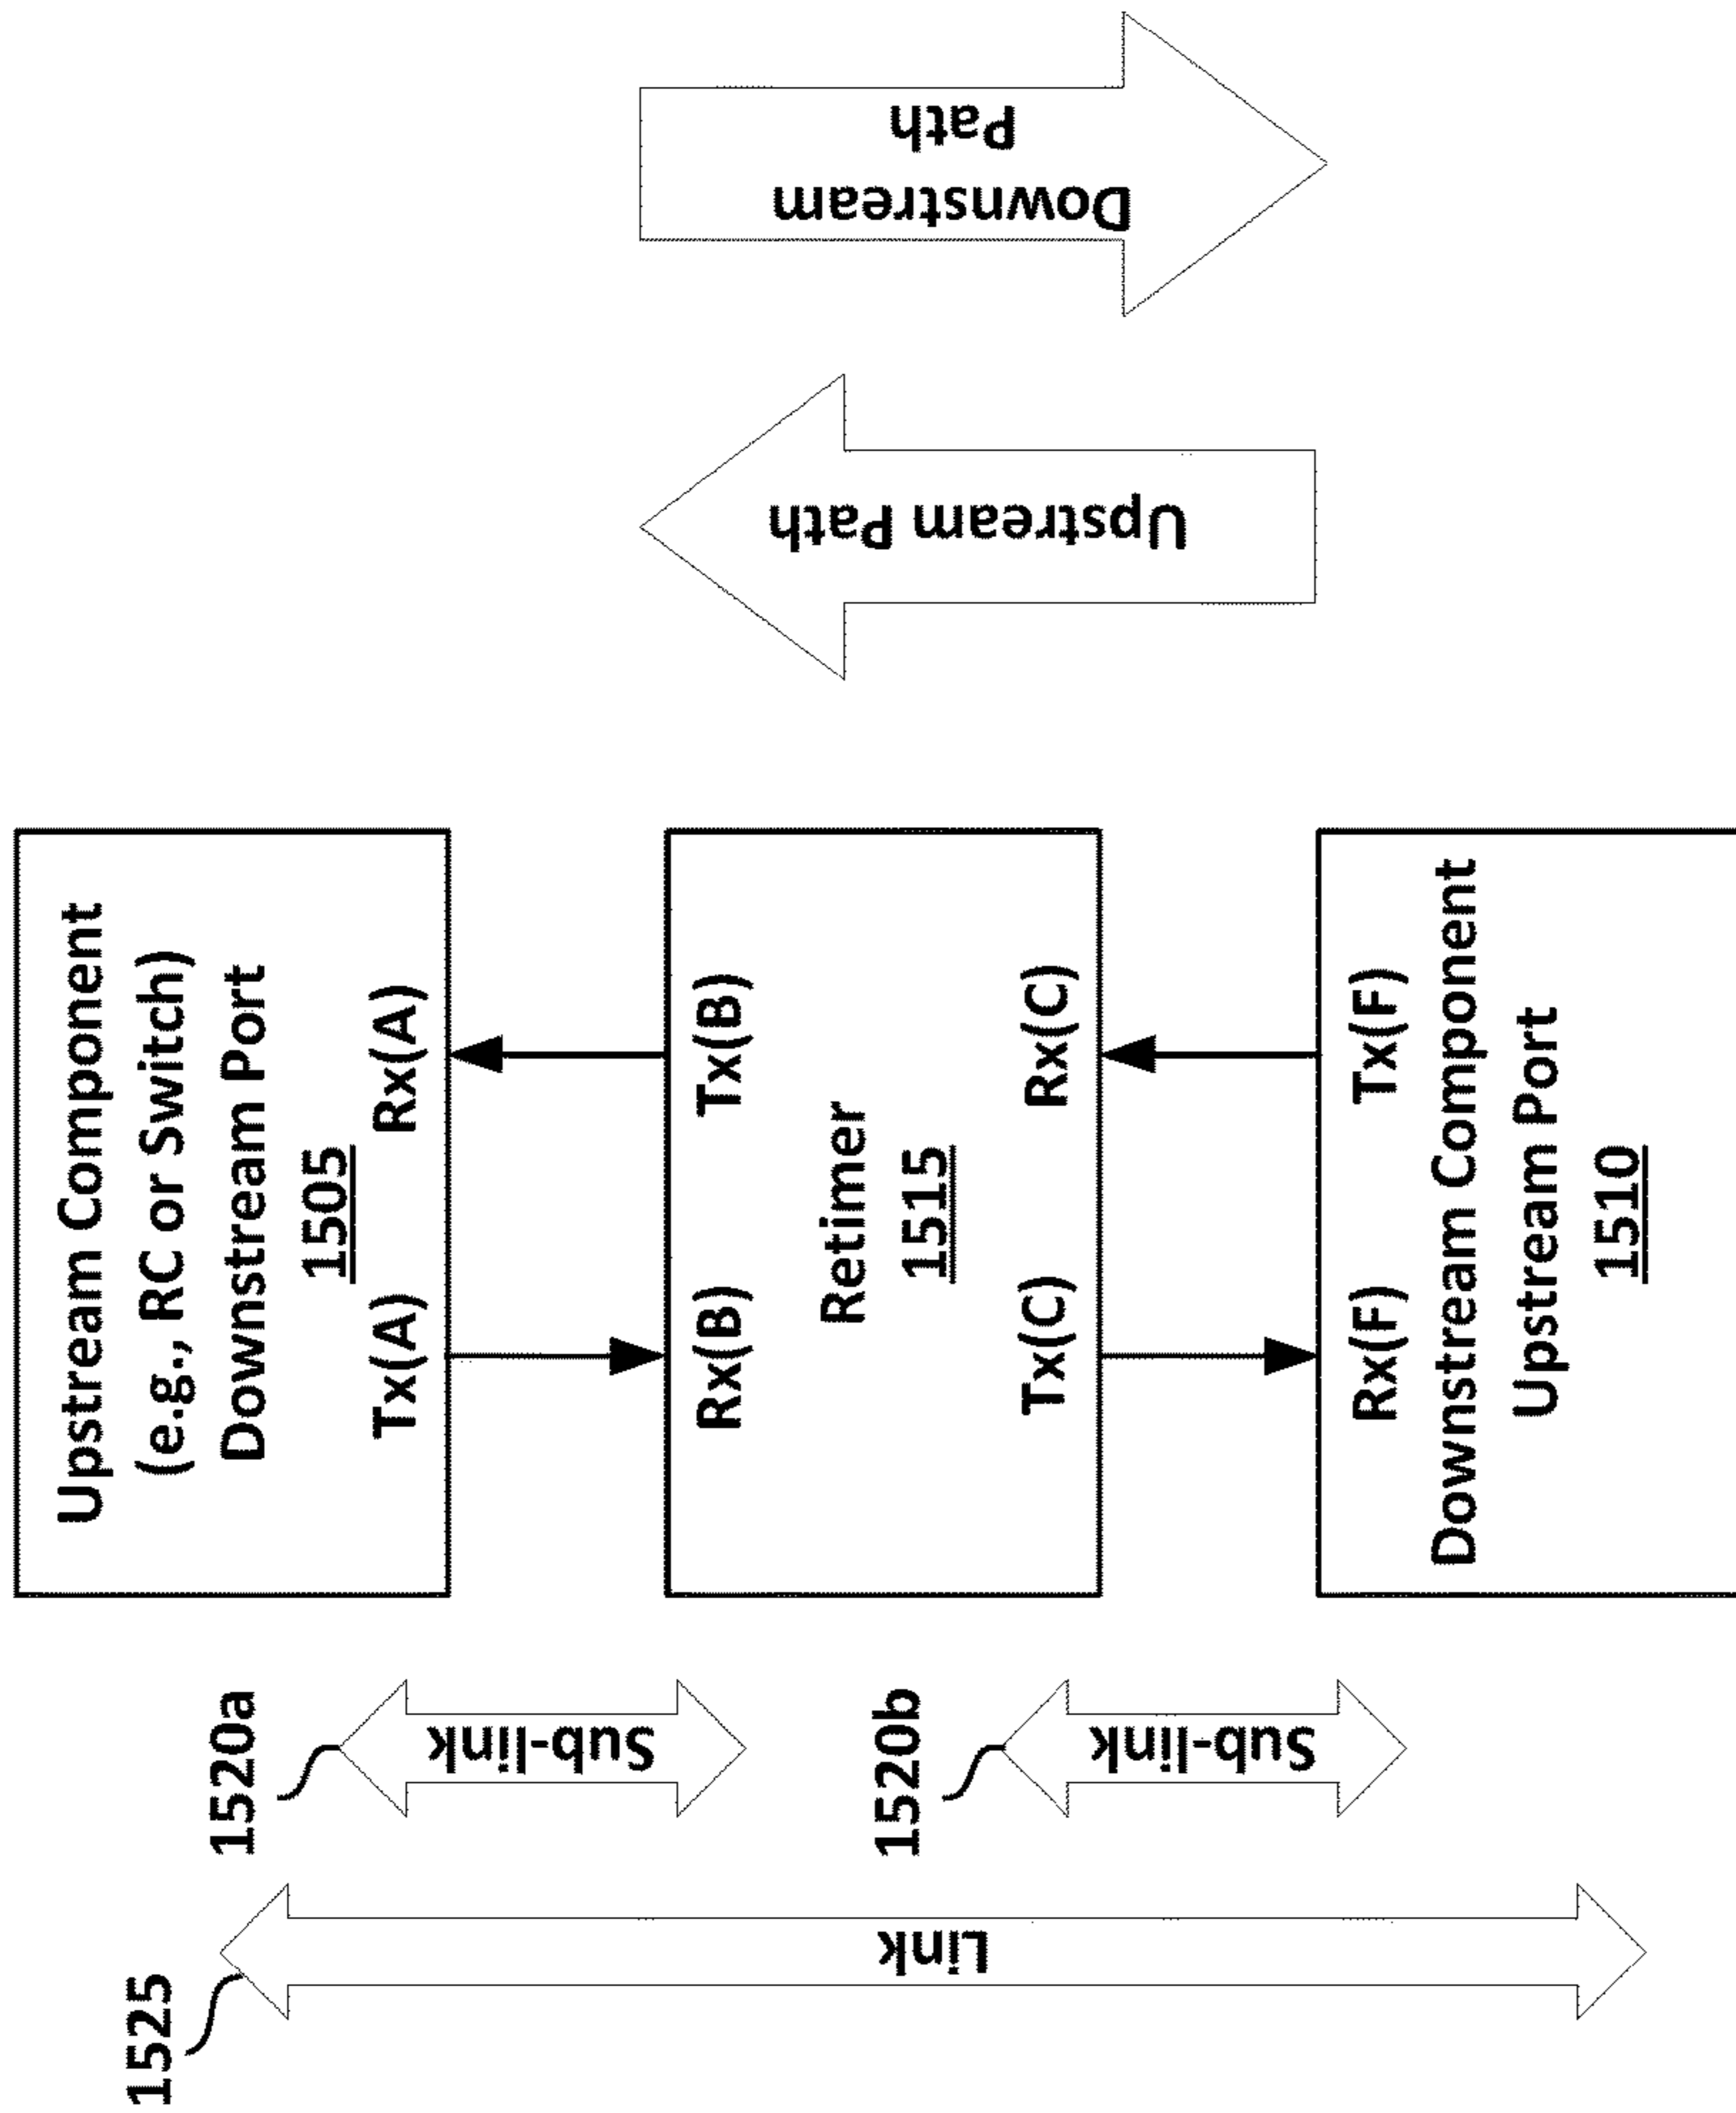 Upstream Component
(e.g., RC or Switch)
Downstream Port
1505
Tx(A)
Rx(A)
Rx(B)
Tx(B)
Retimer
1515
Tx(C)
Rx(C)
Rx(F)
Tx(F)
Downstream Component
Upstream Port
1510
1520a
Sub-link
1520b
Sub-link
1525
Link
Upstream Path
Downstream
Path